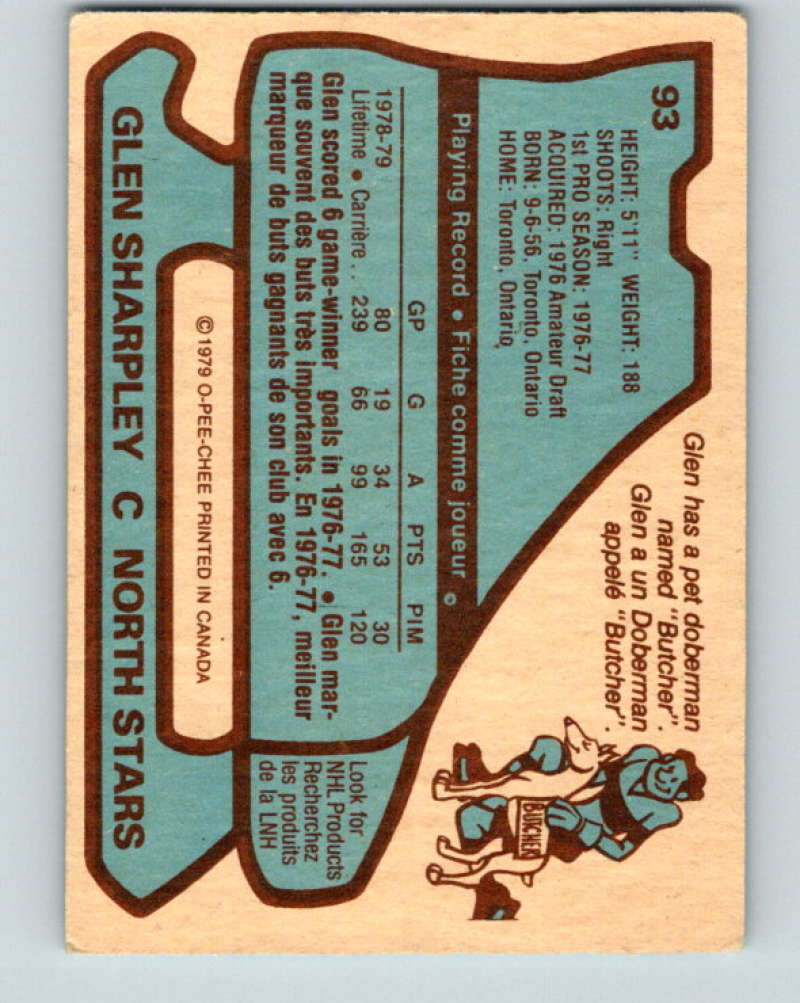 93
HEIGHT: 5'11" WEIGHT: 188
SHOOTS: Right
1st PRO SEASON: 1976-77
ACQUIRED: 1976 Amateur Draft
BORN: 9-6-56, Toronto, Ontario
HOME: Toronto, Ontario
Glen has a pet doberman
named "Butcher".
Glen a un Doberman
appelé "Butcher".
BUTCHER
Playing Record • Fiche comme joueur
GP G A PTS PIM
1978-79 80 19 34 53 30
Lifetime • Carrière .. 239 66 99 165 120
Glen scored 6 game-winner goals in 1976-77. • Glen mar-
que souvent des buts très importants. En 1976-77, meilleur
marqueur de buts gagnants de son club avec 6.
Look for
NHL Products
Recherchez
les produits
de la LNH
© 1979 O-PEE-CHEE PRINTED IN CANADA
GLEN SHARPLEY C NORTH STARS